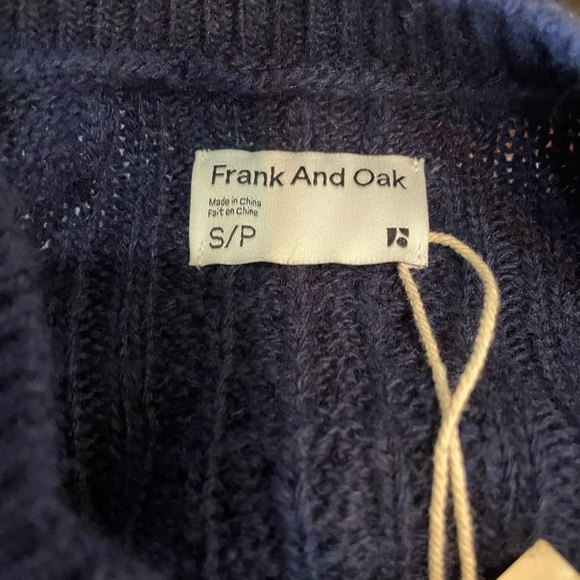 Frank And Oak
Made in China
Fait en Chine
S/P